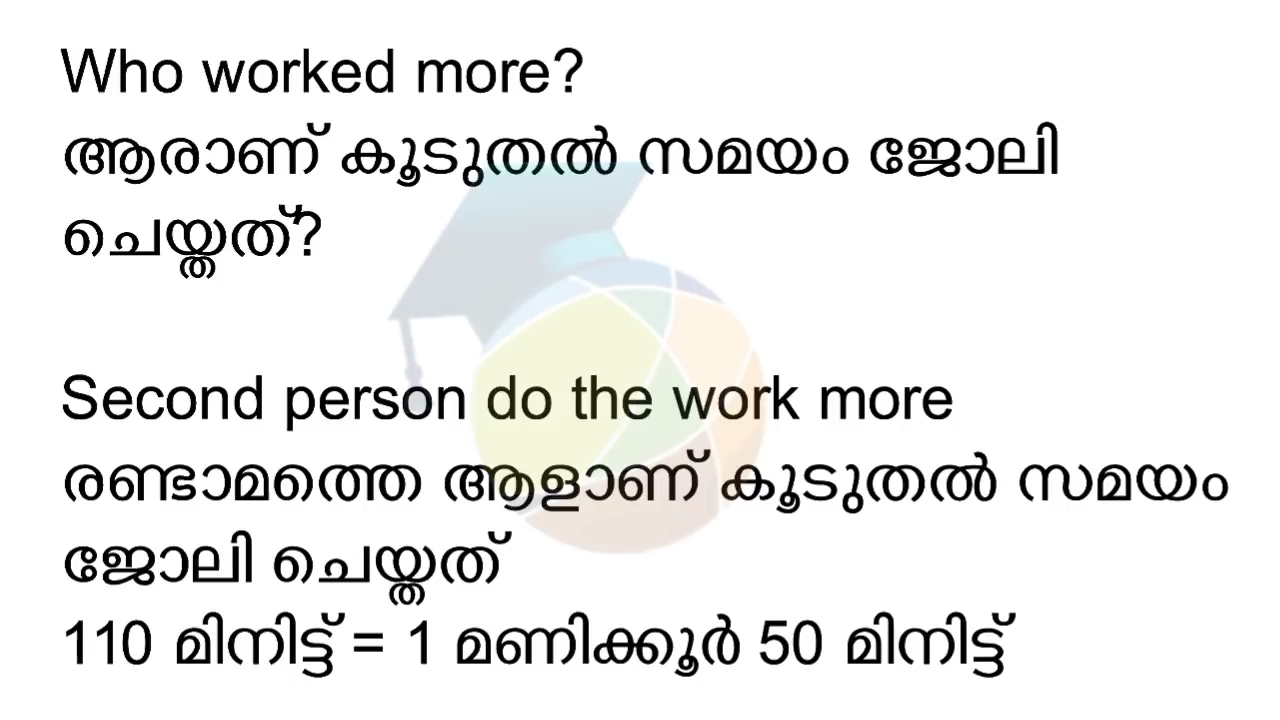 Who worked more?
ആരാണ് കൂടുതൽ സമയം ജോലി
ചെയ്തത്?
Second person do the work more
രണ്ടാമത്തെ ആളാണ് കൂടുതൽ സമയം
ജോലി ചെയ്തത്
110 മിനിട്ട് = 1 മണിക്കൂർ 50 മിനിട്ട്